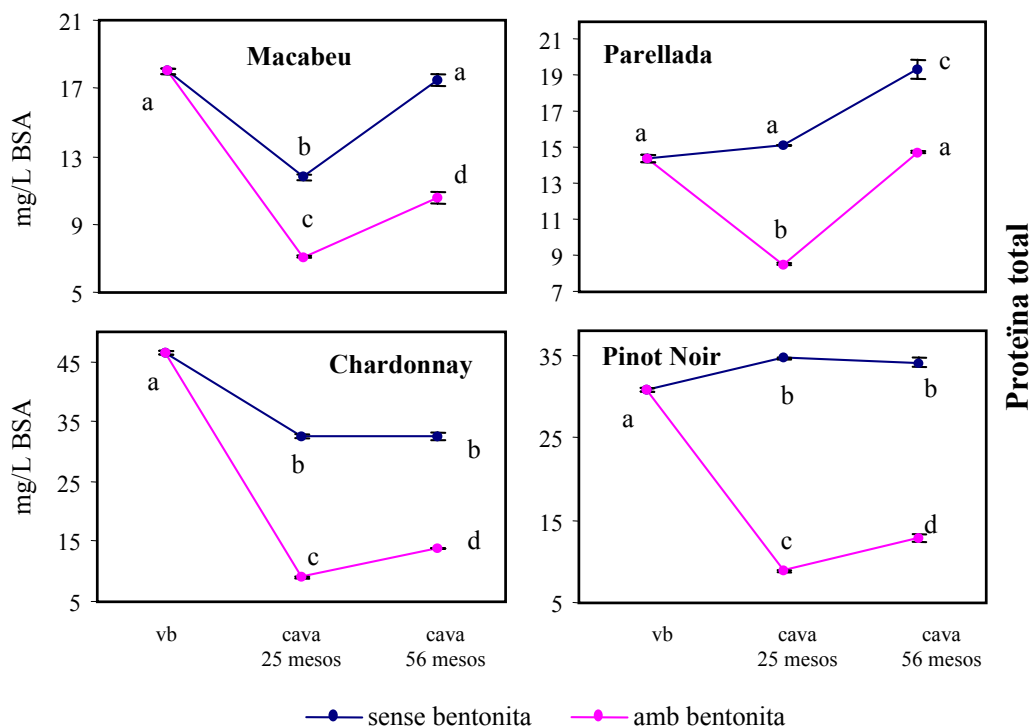 Macabeu
21
17
13
9
5
mg/L BSA
a
b
a
c
d
Parellada
21
19
17
15
13
11
9
7
a
a
c
b
a
Chardonnay
45
35
25
15
5
mg/L BSA
a
b
b
c
d
vb
cava
25 mesos
cava
56 mesos
Pinot Noir
35
25
15
5
a
b
b
c
d
vb
cava
25 mesos
cava
56 mesos
Proteïna total
sense bentonita
amb bentonita